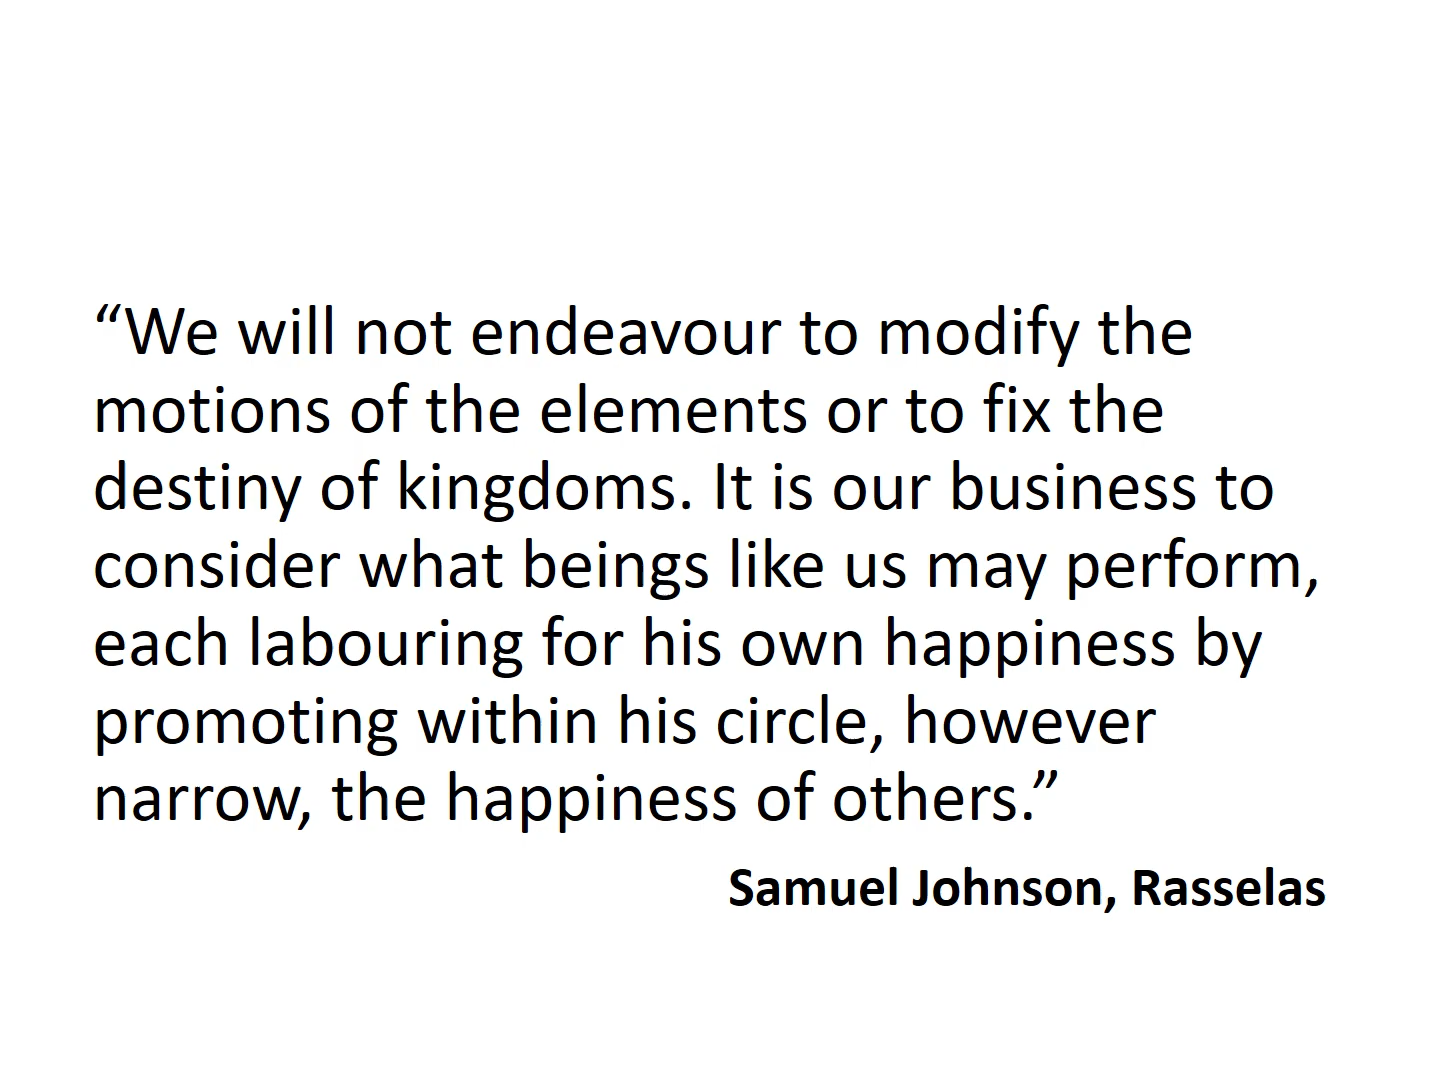 “We will not endeavour to modify the
motions of the elements or to fix the
destiny of kingdoms. It is our business to
consider what beings like us may perform,
each labouring for his own happiness by
promoting within his circle, however
narrow, the happiness of others.”
Samuel Johnson, Rasselas